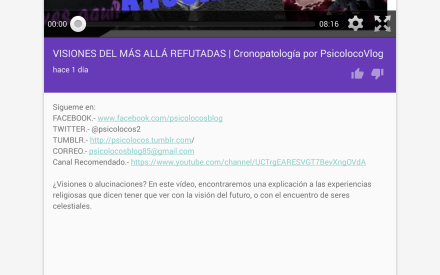 00:00
08:16
VISIONES DEL MÁS ALLÁ REFUTADAS | Cronopatología por PsicolocoVlog
hace 1 día
Sigueme en:
FACEBOOK.- www.facebook.com/psicolocosblog
TWITTER.- @psicolocos2
TUMBLR.- http://psicolocos.tumblr.com/
CORREO.- psicolocosblog85@gmail.com
Canal Recomendado.- https://www.youtube.com/channel/UCTrgEARESVGT7BevXngOVdA
¿Visiones o alucinaciones? En este vídeo, encontraremos una explicación a las experiencias
religiosas que dicen tener que ver con la visión del futuro, o con el encuentro de seres
celestiales.